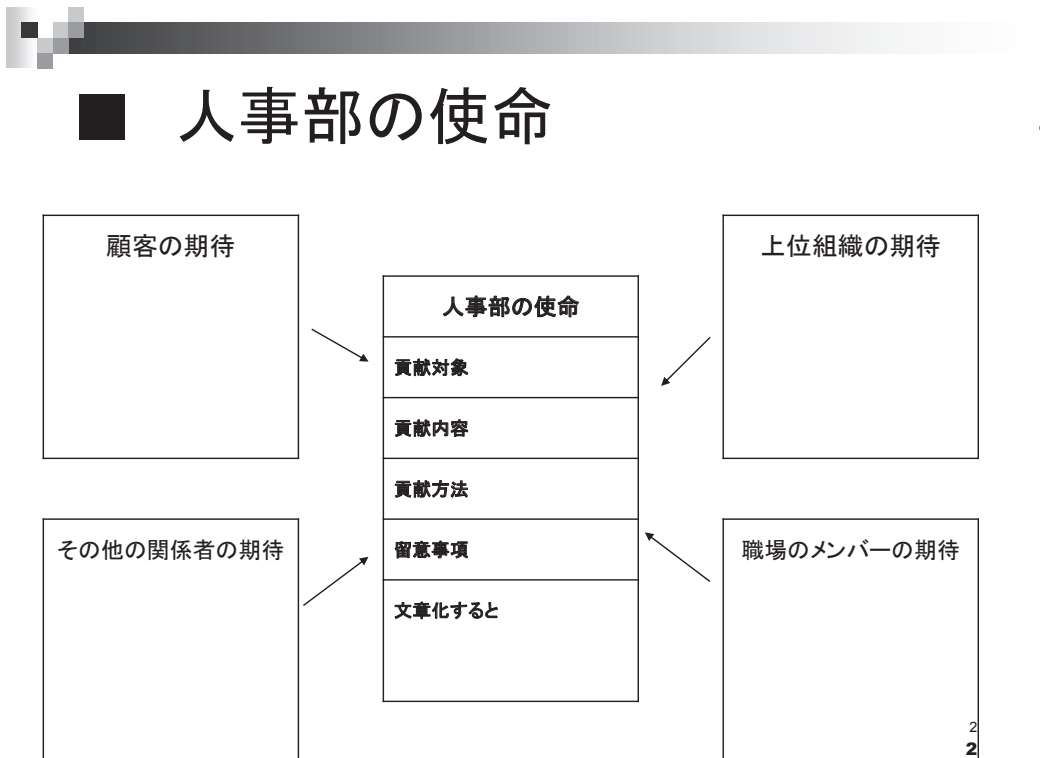 ■ 人事部の使命
顧客の期待
上位組織の期待
人事部の使命
貢献対象
貢献内容
貢献方法
留意事項
文章化すると
その他の関係者の期待
職場のメンバーの期待
2
2